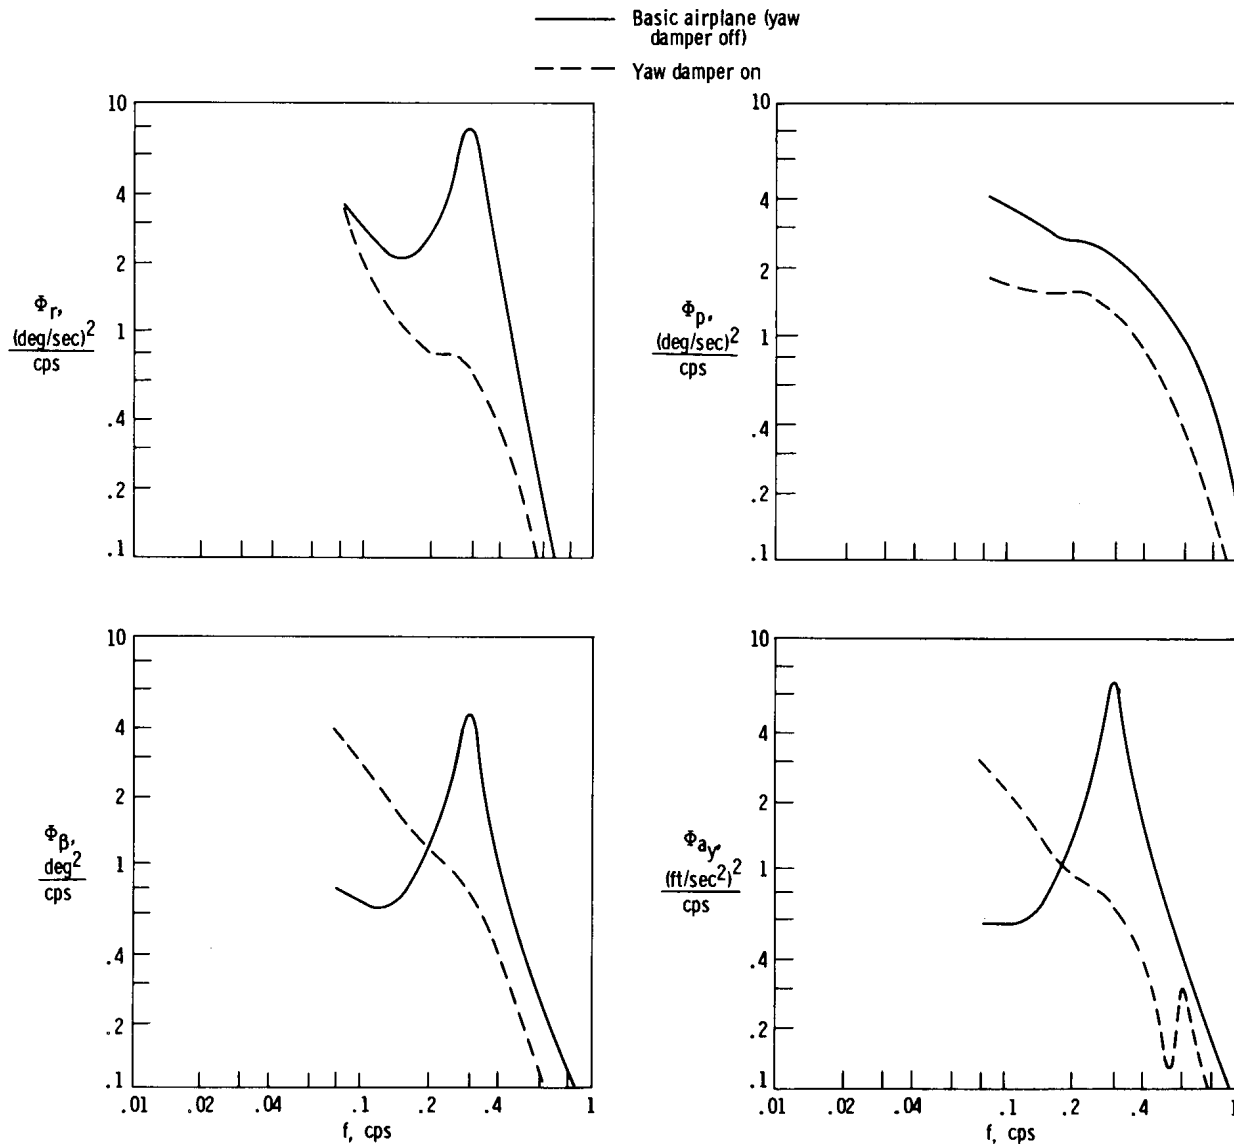 Basic airplane (yaw
damper off)
Yaw damper on
10
4
2
1
.4
.2
.1
Φr,
(deg/sec)2
cps
10
4
2
1
.4
.2
.1
Φp,
(deg/sec)2
cps
10
4
2
1
.4
.2
.1
Φβ,
deg2
cps
.01
.02
.04
.1
.2
.4
1
f, cps
10
4
2
1
.4
.2
.1
Φay,
(ft/sec2)2
cps
.01
.02
.04
.1
.2
.4
1
f, cps